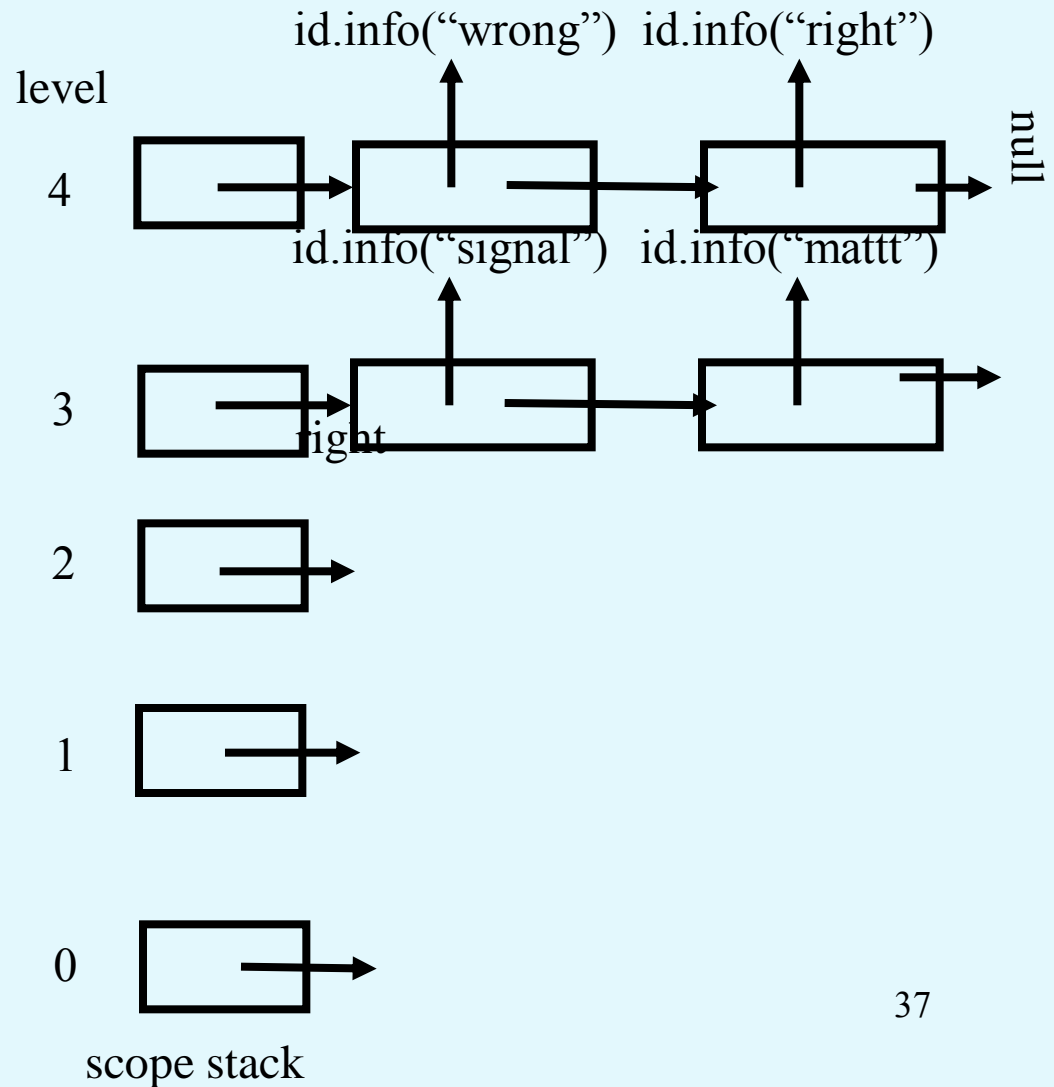 id.info(“wrong”) id.info(“right”)
level
null
4
id.info(“signal”) id.info(“mattt”)
3
right
2
1
0
37
scope stack